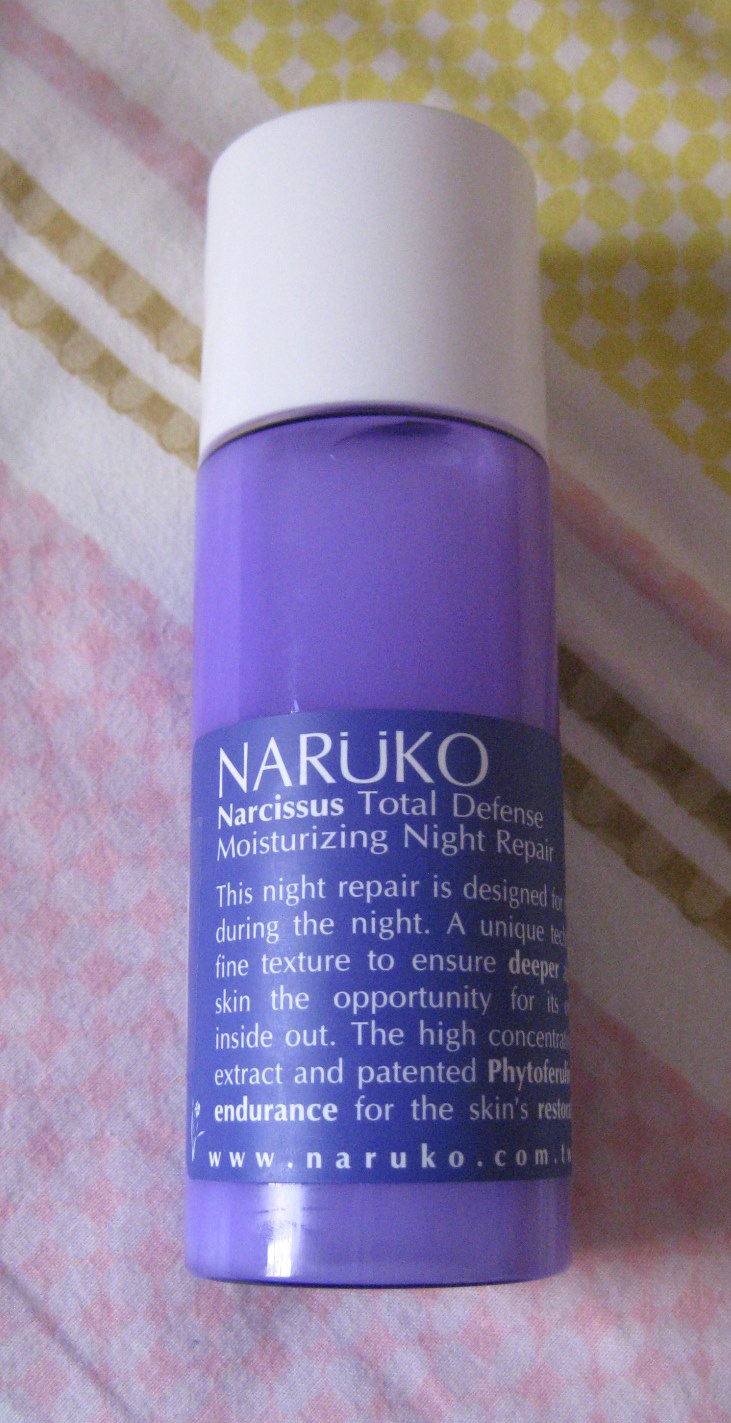 NARÜKO
Narcissus Total Defense
Moisturizing Night Repair
This night repair is designed for
during the night. A unique
fine texture to ensure deeper
skin the opportunity for its
inside out. The high
extract and patented
endurance for the skin's
www.naruko.com.tw